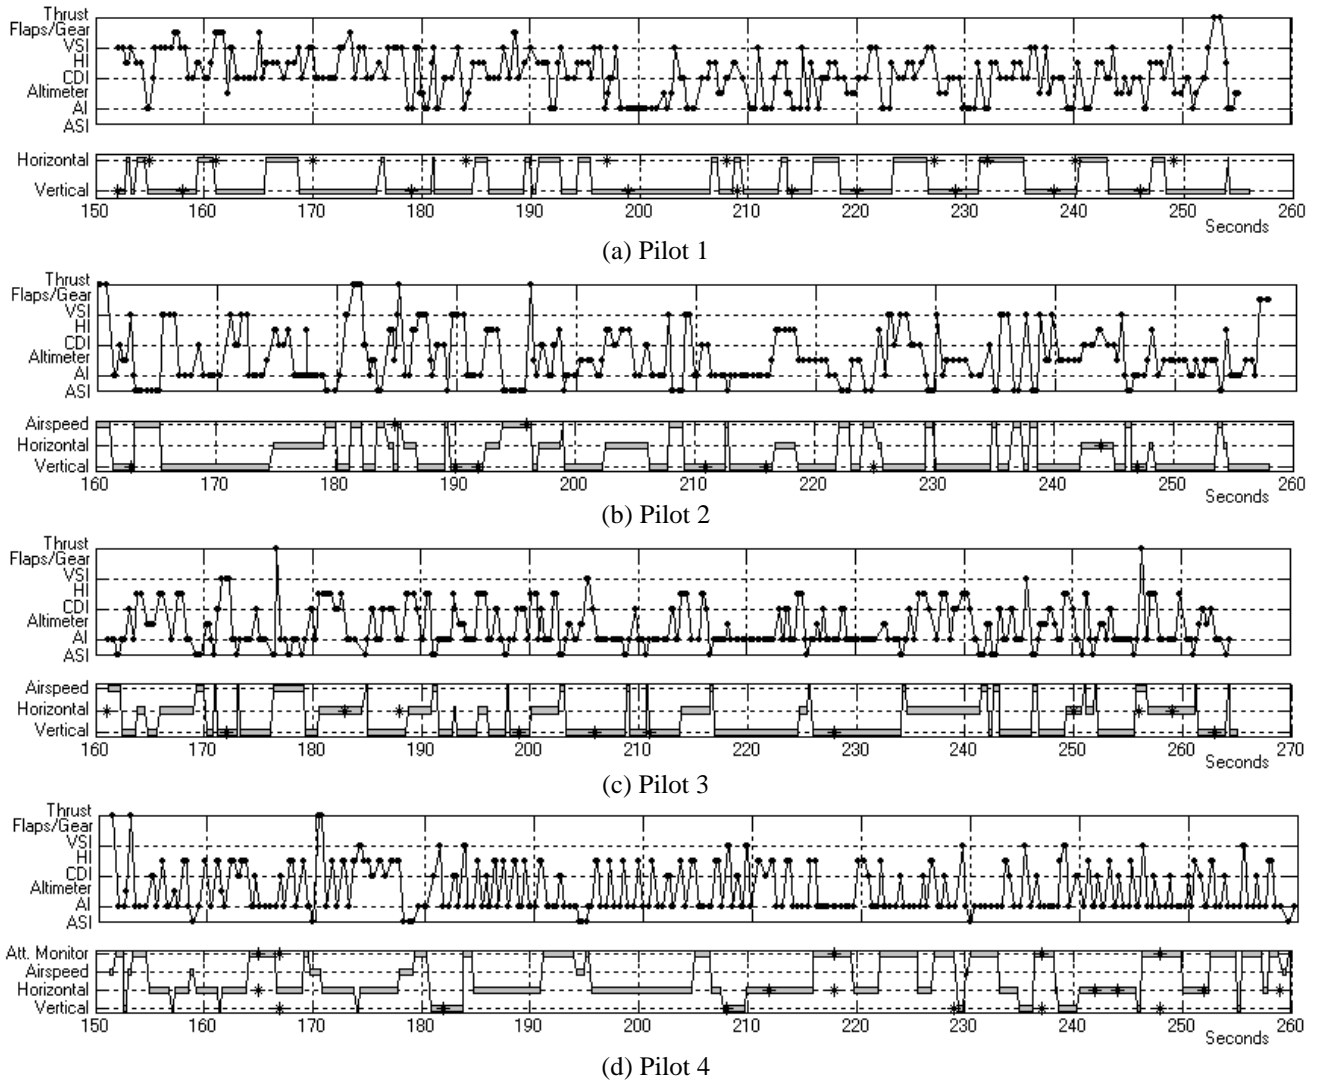 Thrust
Flaps/Gear
VSI
HI
CDI
Altimeter
AI
ASI
Horizontal
Vertical
150 160 170 180 190 200 210 220 230 240 250 260
Seconds
(a) Pilot 1
Thrust
Flaps/Gear
VSI
HI
CDI
Altimeter
AI
ASI
Airspeed
Horizontal
Vertical
160 170 180 190 200 210 220 230 240 250 260
Seconds
(b) Pilot 2
Thrust
Flaps/Gear
VSI
HI
CDI
Altimeter
AI
ASI
Airspeed
Horizontal
Vertical
160 170 180 190 200 210 220 230 240 250 260 270
Seconds
(c) Pilot 3
Thrust
Flaps/Gear
VSI
HI
CDI
Altimeter
AI
ASI
Att. Monitor
Airspeed
Horizontal
Vertical
150 160 170 180 190 200 210 220 230 240 250 260
Seconds
(d) Pilot 4